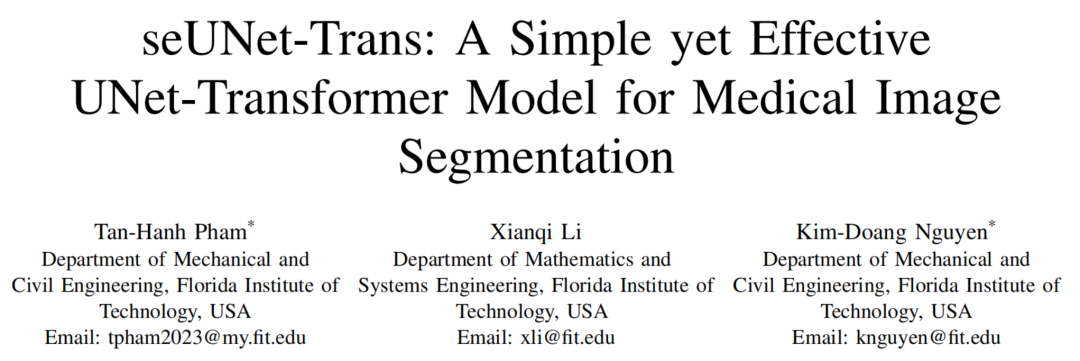 seUNet-Trans: A Simple yet Effective
UNet-Transformer Model for Medical Image
Segmentation
Tan-Hanh Pham*
Department of Mechanical and
Civil Engineering, Florida Institute of
Technology, USA
Email: tpham2023@my.fit.edu
Xianqi Li
Department of Mathematics and
Systems Engineering, Florida Institute of
Technology, USA
Email: xli@fit.edu
Kim-Doang Nguyen*
Department of Mechanical and
Civil Engineering, Florida Institute of
Technology, USA
Email: knguyen@fit.edu